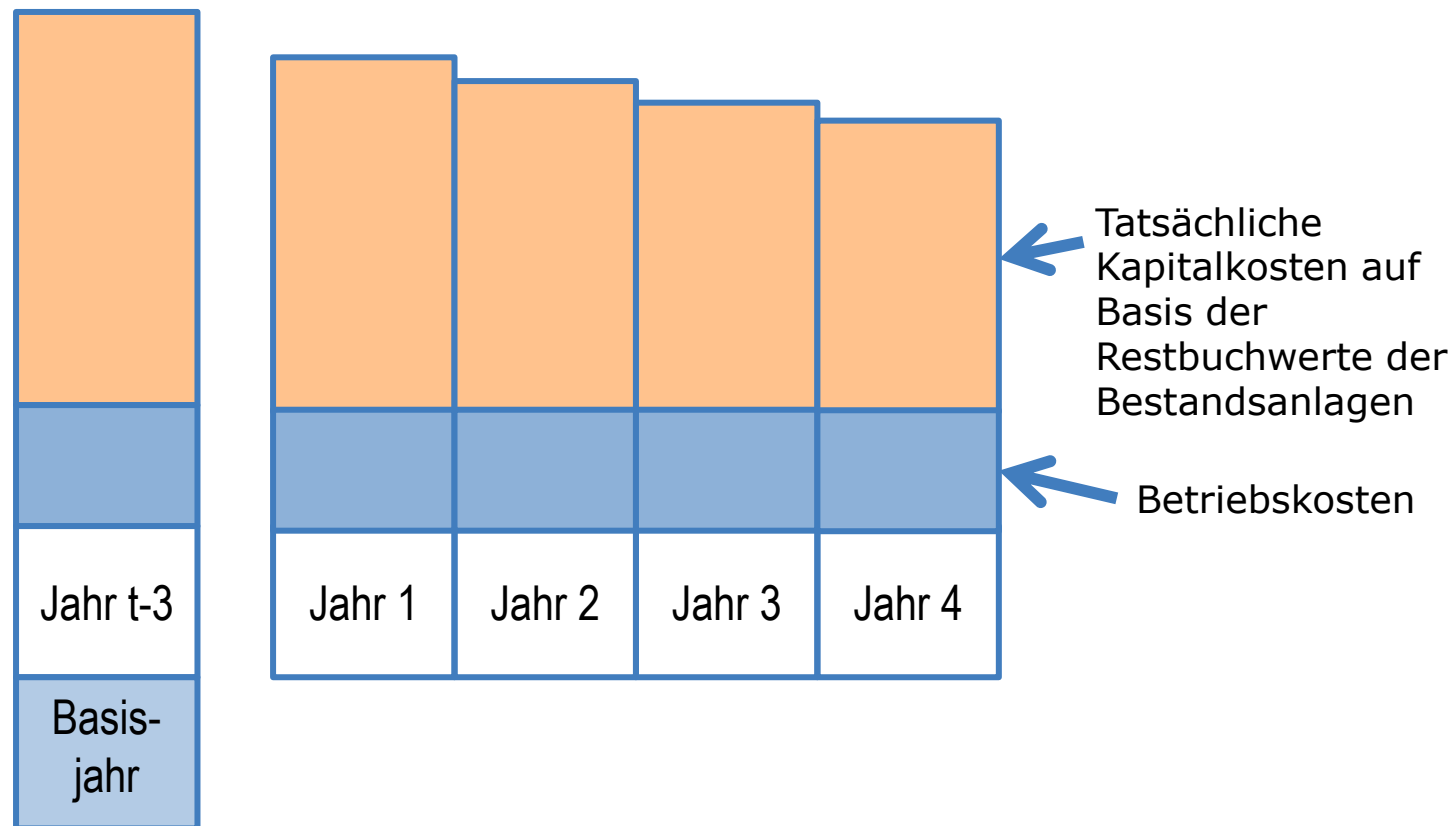 Tatsächliche
Kapitalkosten auf
Basis der
Restbuchwerte der
Bestandsanlagen
Betriebskosten
Jahr t-3
Jahr 1
Jahr 2
Jahr 3
Jahr 4
Basis-
jahr